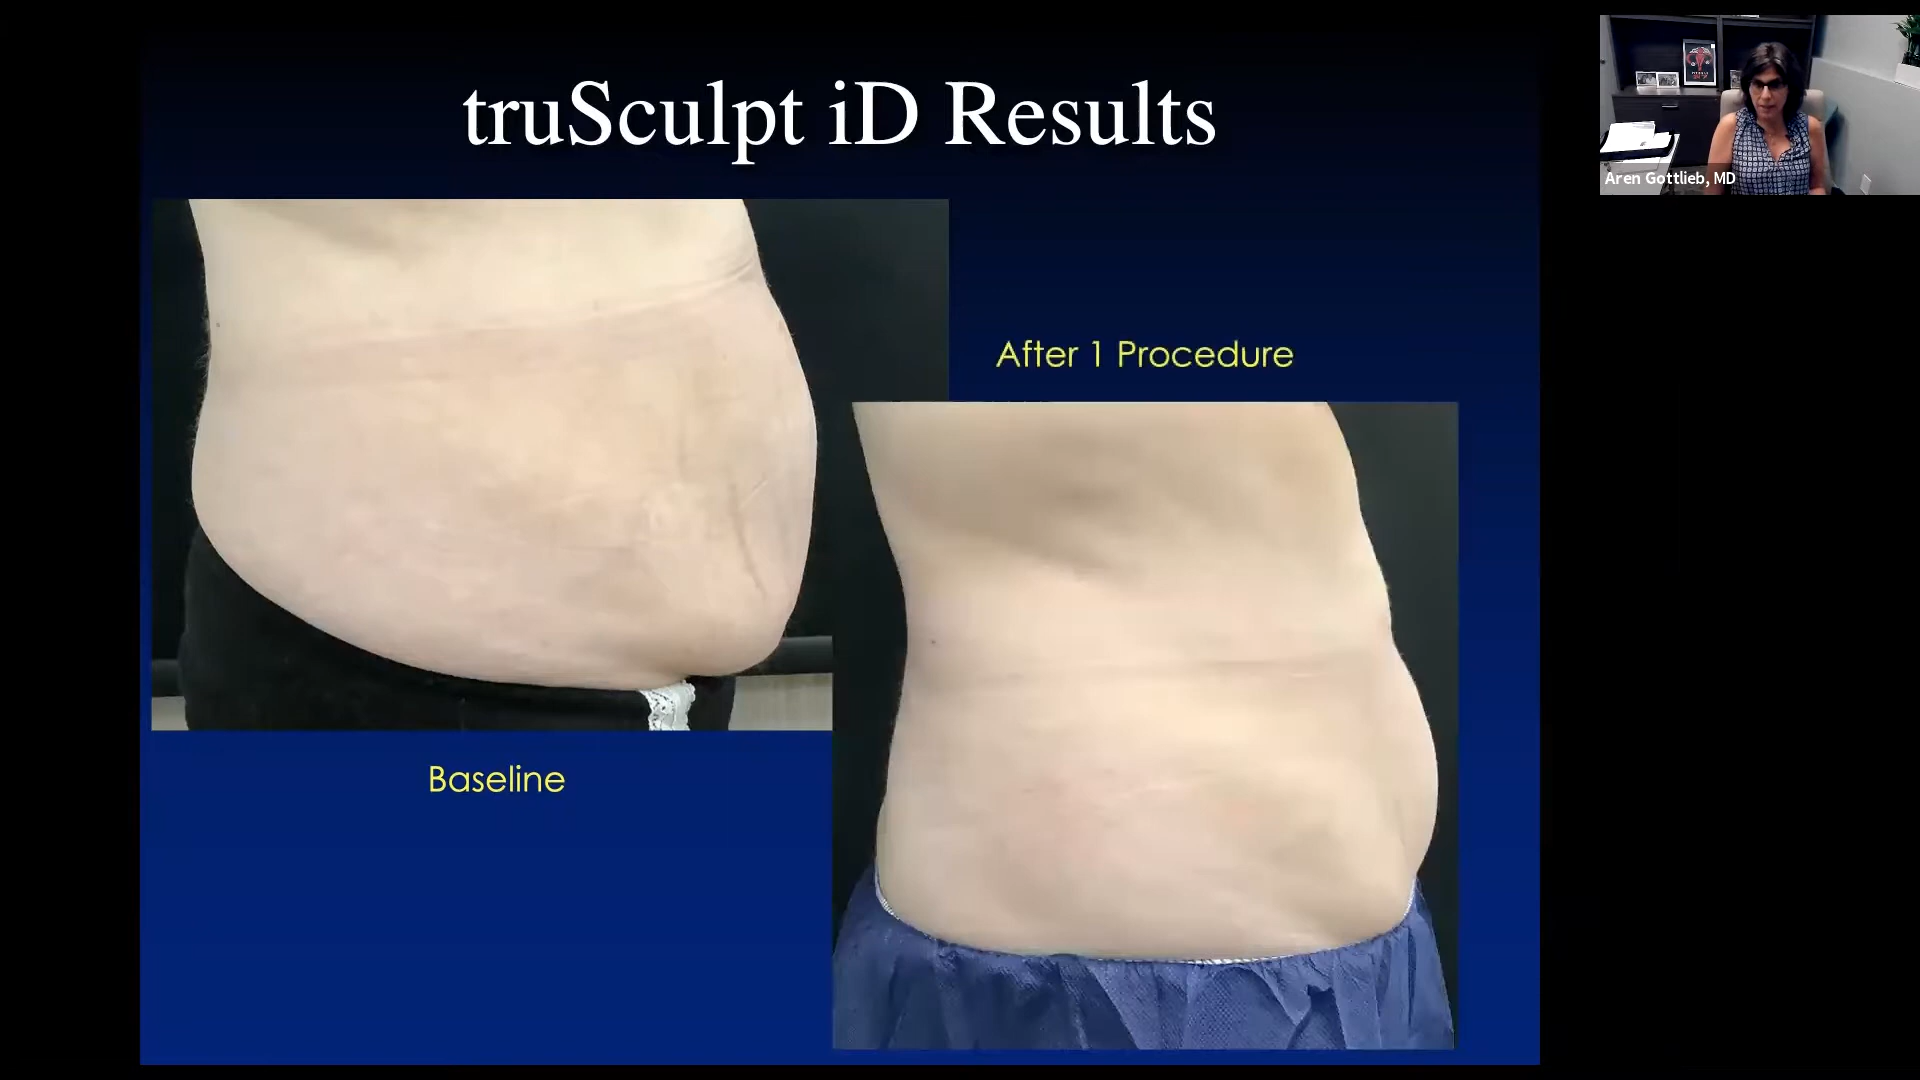 truSculpt iD Results
Aren Gottlieb, MD
After 1 Procedure
Baseline